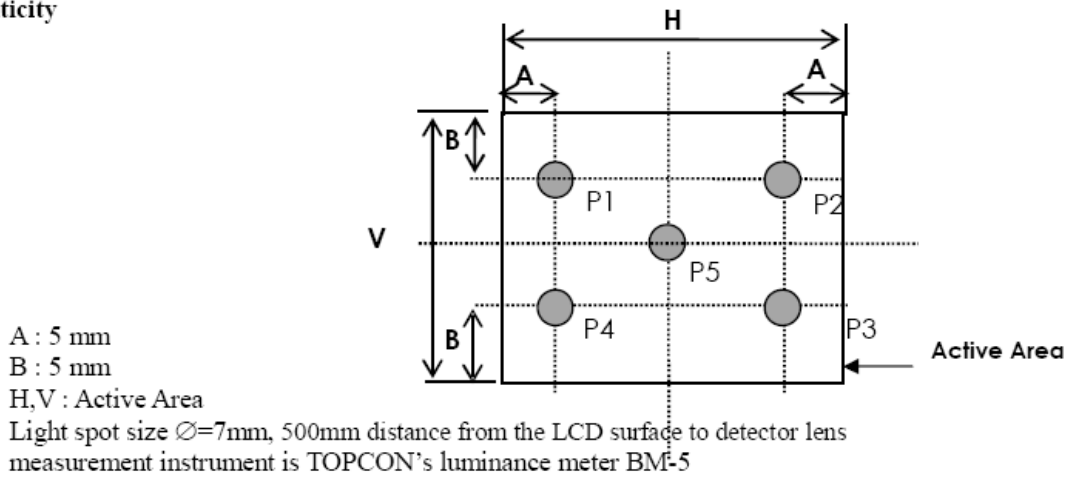 ticity
H
A
A
B
P1
P2
V
P5
B
P4
P3
Active Area
A : 5 mm
B : 5 mm
H,V : Active Area
Light spot size ∅=7mm, 500mm distance from the LCD surface to detector lens
measurement instrument is TOPCON's luminance meter BM-5